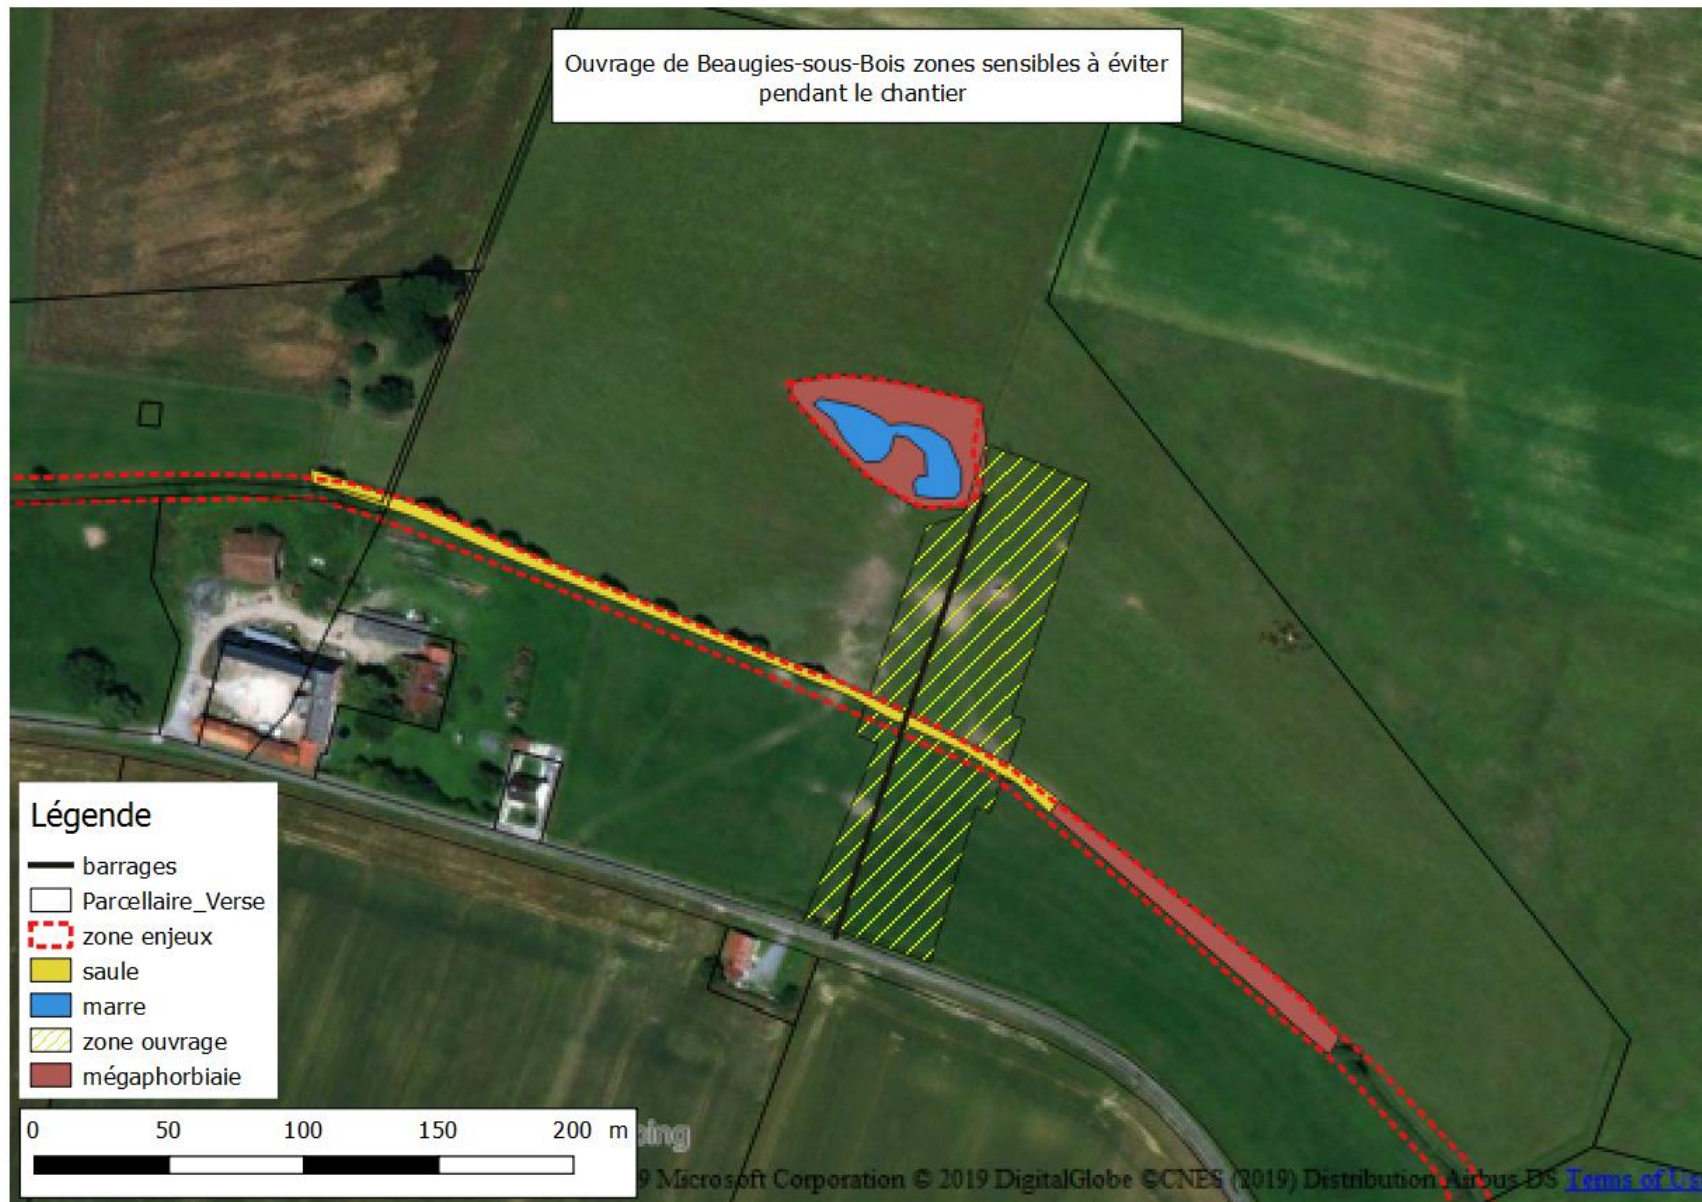 Ouvrage de Beaugies-sous-Bois zones sensibles à éviter
pendant le chantier
Légende
barrages
Parcellaire_Verse
zone enjeux
saule
marre
zone ouvrage
mégaphorbiaie
0 50 100 150 200 m
bing
9 Microsoft Corporation © 2019 DigitalGlobe ©CNES (2019) Distribution Airbus DS Terms of Us